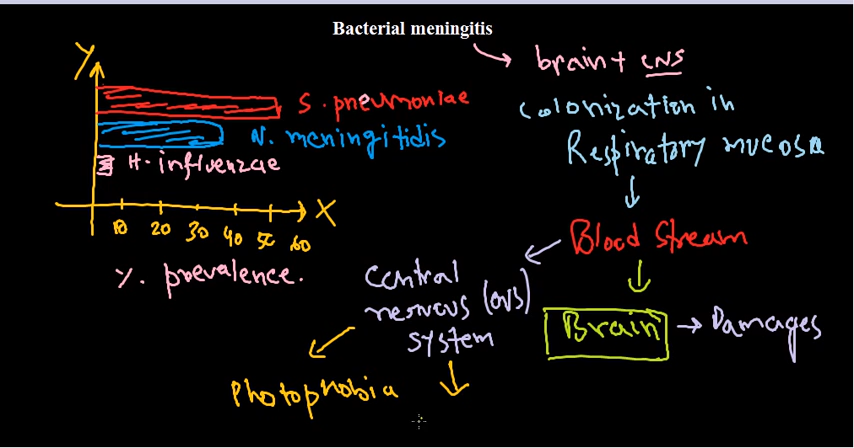 Bacterial meningitis
brain + CNS
Y
S. pneumoniae
N. meningitidis
H. influenzae
X
10 20 30 40 50 60
%. prevalence.
Colonization in
Respiratory mucosa
Blood Stream
Central
nervous (CNS)
system
Brain
Damages
Photophobia